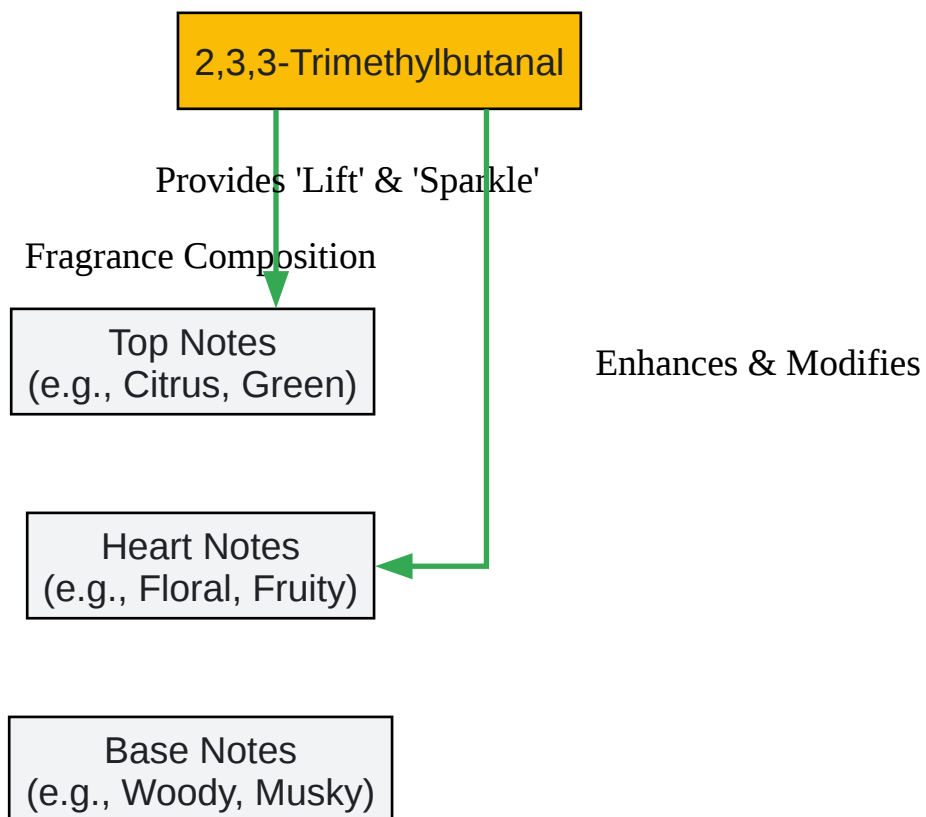 2,3,3-Trimethylbutanal
Provides 'Lift' & 'Sparkle'
Fragrance Composition
Top Notes
(e.g., Citrus, Green)
Enhances & Modifies
Heart Notes
(e.g., Floral, Fruity)
Base Notes
(e.g., Woody, Musky)